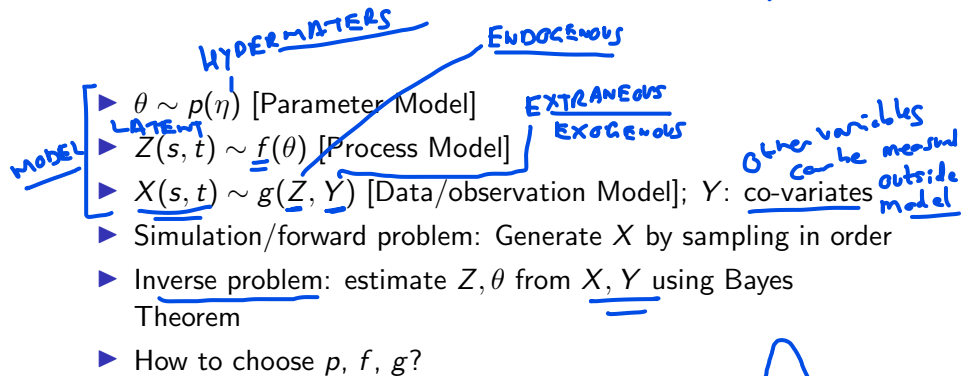 HYPERMATERS
ENDOGENOUS
▶ θ ∼ p(η) [Parameter Model]
EXTRANEOUS
EXOGENOUS
LATENT
MODEL
▶ Z(s, t) ∼ f(θ) [Process Model]
Other variables
can be measured
outside
model
▶ X(s, t) ∼ g(Z, Y) [Data/observation Model]; Y: co-variates
▶ Simulation/forward problem: Generate X by sampling in order
▶ Inverse problem: estimate Z, θ from X, Y using Bayes
Theorem
▶ How to choose p, f, g?